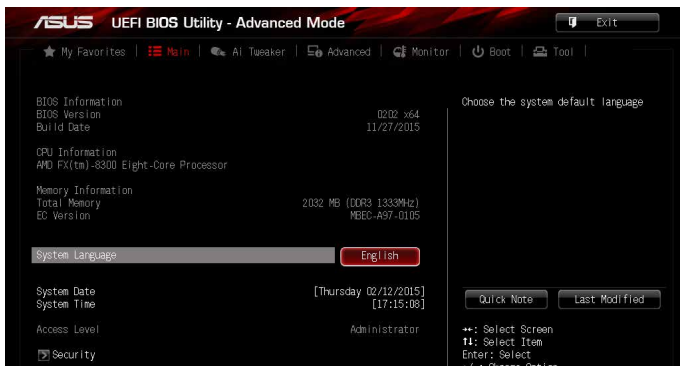 ASUS UEFI BIOS Utility - Advanced Mode
Exit
My Favorites | Main | Ai Tweaker | Advanced | Monitor | Boot | Tool |
BIOS Information
BIOS Version 0202 x64
Build Date 11/27/2015
CPU Information
AMD FX(tm)-8300 Eight-Core Processor
Memory Information
Total Memory 2032 MB (DDR3 1333MHz)
EC Version MBEC-A97-0105
System Language English
System Date [Thursday 02/12/2015]
System Time [17:15:08]
Access Level Administrator
Security
Choose the system default language
Quick Note Last Modified
→←: Select Screen
↑↓: Select Item
Enter: Select